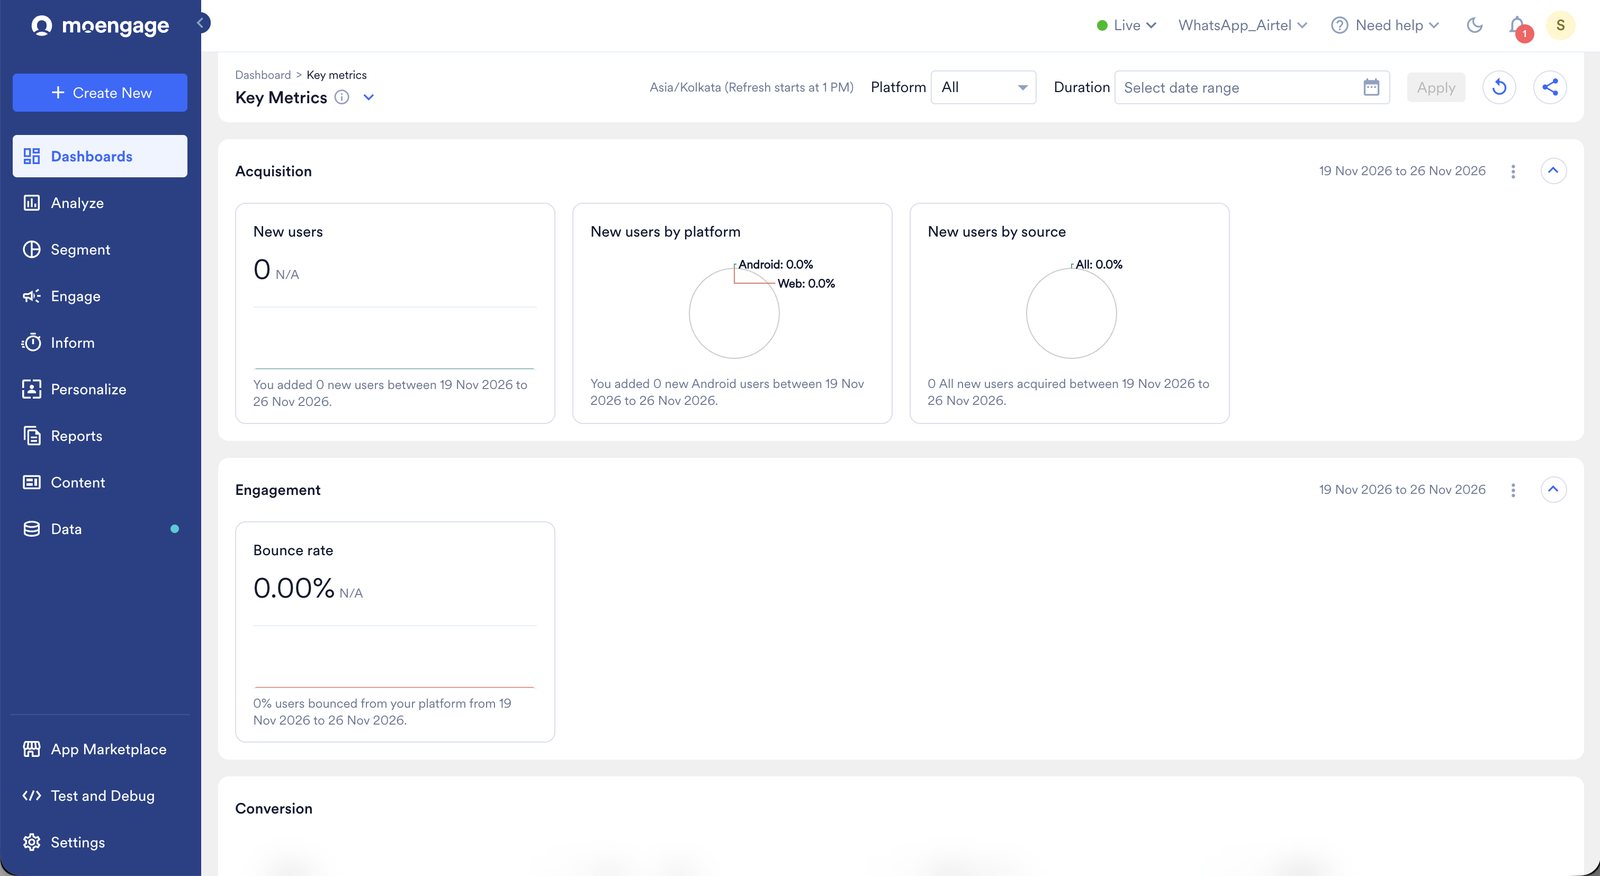 moengage
Live
WhatsApp_Airtel
Need help
1
S
Create New
Dashboards
Analyze
Segment
Engage
Inform
Personalize
Reports
Content
Data
App Marketplace
Test and Debug
Settings
Dashboard > Key metrics
Key Metrics
Asia/Kolkata (Refresh starts at 1 PM)
Platform
All
Duration
Select date range
Apply
Acquisition
19 Nov 2026 to 26 Nov 2026
New users
0 N/A
You added 0 new users between 19 Nov 2026 to
26 Nov 2026.
New users by platform
Android: 0.0%
Web: 0.0%
You added 0 new Android users between 19 Nov
2026 to 26 Nov 2026.
New users by source
All: 0.0%
0 All new users acquired between 19 Nov 2026 to
26 Nov 2026.
Engagement
19 Nov 2026 to 26 Nov 2026
Bounce rate
0.00% N/A
0% users bounced from your platform from 19
Nov 2026 to 26 Nov 2026.
Conversion